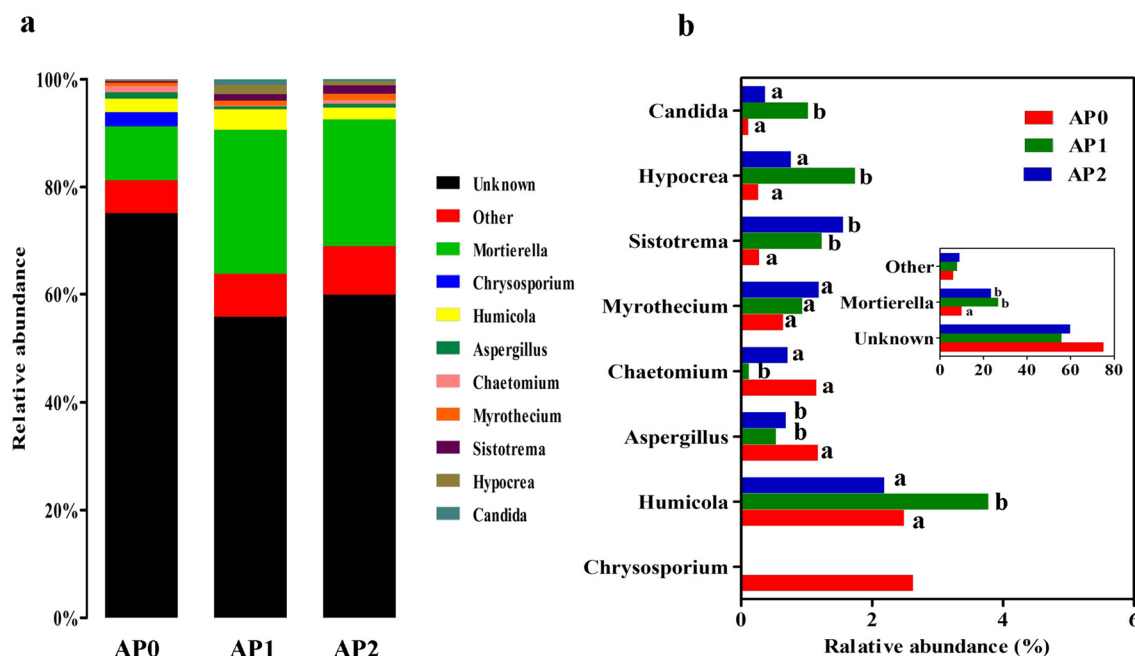 a
100%
80%
60%
40%
20%
0%
Relative abundance
AP0 AP1 AP2
Unknown
Other
Mortierella
Chrysosporium
Humicola
Aspergillus
Chaetomium
Myrothecium
Sistotrema
Hypocrea
Candida
b
Candida
a
b
a
Hypocrea
a
b
a
Sistotrema
b
b
a
Myrothecium
a
a
a
Chaetomium
a
b
a
Aspergillus
b
b
a
Humicola
a
b
a
Chrysosporium
0 2 4 6
Ralative abundance (%)
AP0
AP1
AP2
Other
Mortierella
b
b
a
Unknown
0 20 40 60 80